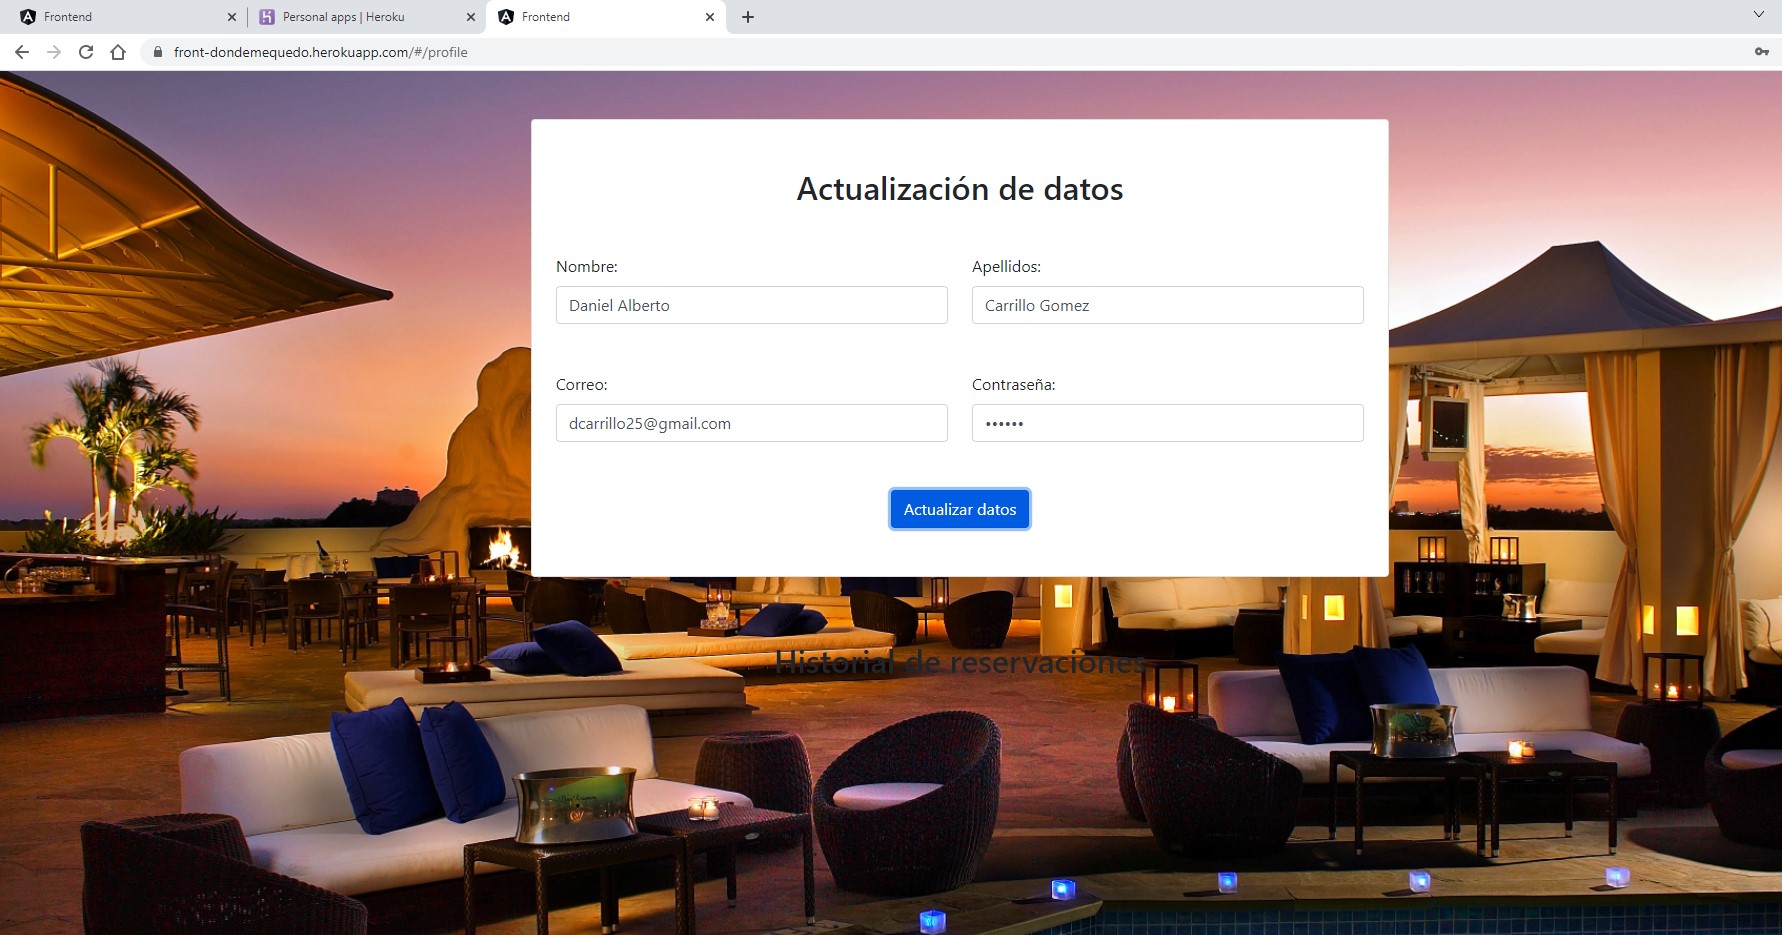 Frontend
Personal apps | Heroku
Frontend
front-dondemequedo.herokuapp.com/#/profile
Actualización de datos
Nombre:
Apellidos:
Daniel Alberto
Carrillo Gomez
Correo:
Contraseña:
dcarrillo25@gmail.com
••••••
Actualizar datos
Historial de reservaciones